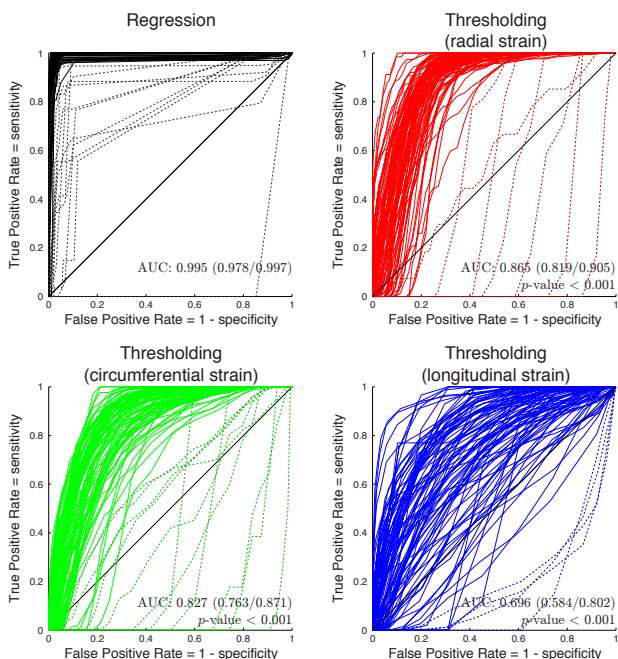 Regression
True Positive Rate = sensitivity
1
0.8
0.6
0.4
0.2
0
AUC: 0.995 (0.978/0.997)
0 0.2 0.4 0.6 0.8 1
False Positive Rate = 1 - specificity
Thresholding
(radial strain)
True Positive Rate = sensitivity
1
0.8
0.6
0.4
0.2
0
AUC: 0.865 (0.819/0.905)
p-value < 0.001
0 0.2 0.4 0.6 0.8 1
False Positive Rate = 1 - specificity
Thresholding
(circumferential strain)
True Positive Rate = sensitivity
1
0.8
0.6
0.4
0.2
0
AUC: 0.827 (0.763/0.871)
p-value < 0.001
0 0.2 0.4 0.6 0.8 1
False Positive Rate = 1 - specificity
Thresholding
(longitudinal strain)
True Positive Rate = sensitivity
1
0.8
0.6
0.4
0.2
0
AUC: 0.696 (0.584/0.802)
p-value < 0.001
0 0.2 0.4 0.6 0.8 1
False Positive Rate = 1 - specificity